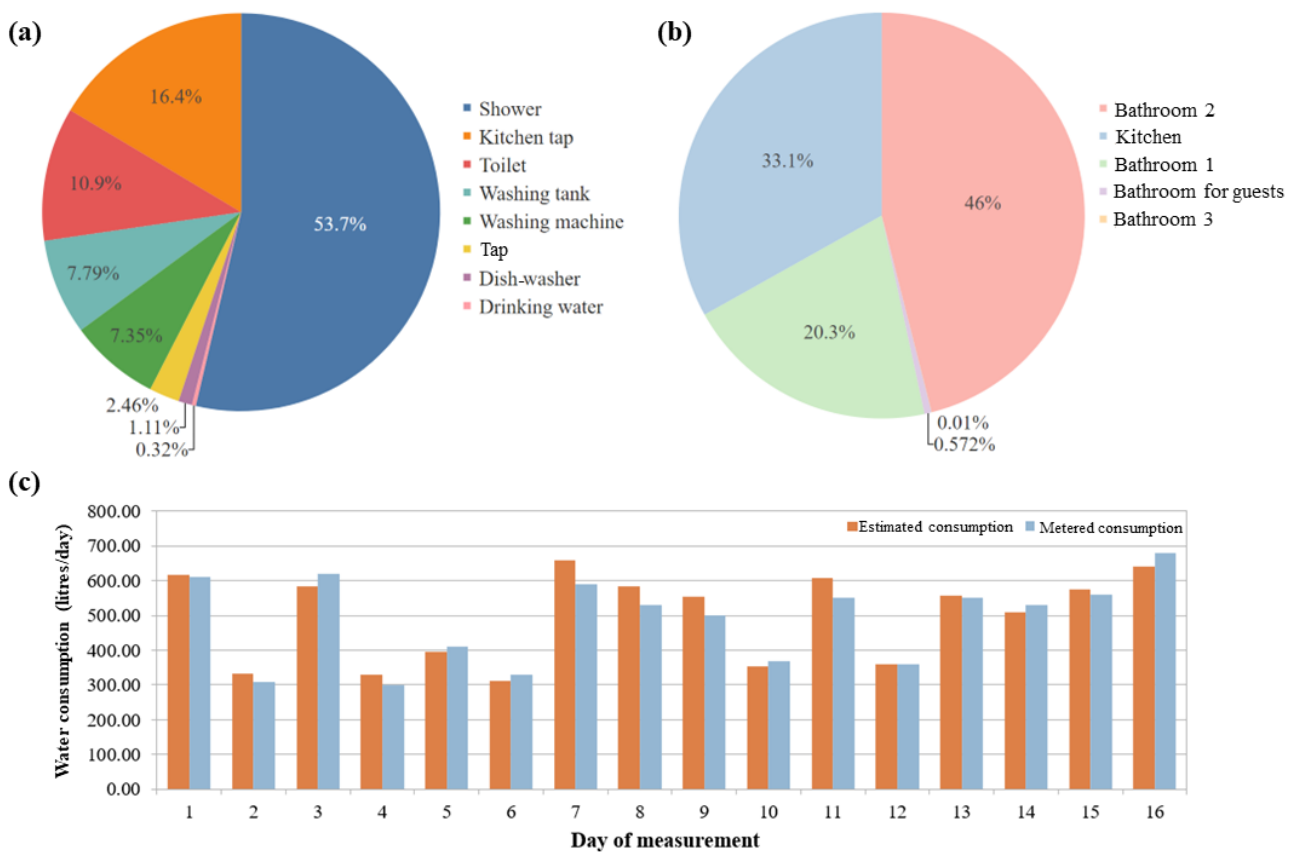 (a)
16.4%
10.9%
7.79%
7.35%
2.46%
1.11%
0.32%
53.7%
Shower
Kitchen tap
Toilet
Washing tank
Washing machine
Tap
Dish-washer
Drinking water
(b)
33.1%
46%
20.3%
0.01%
0.572%
Bathroom 2
Kitchen
Bathroom 1
Bathroom for guests
Bathroom 3
(c)
Water consumption (litres/day)
800.00
700.00
600.00
500.00
400.00
300.00
200.00
100.00
0.00
Estimated consumption Metered consumption
1 2 3 4 5 6 7 8 9 10 11 12 13 14 15 16
Day of measurement